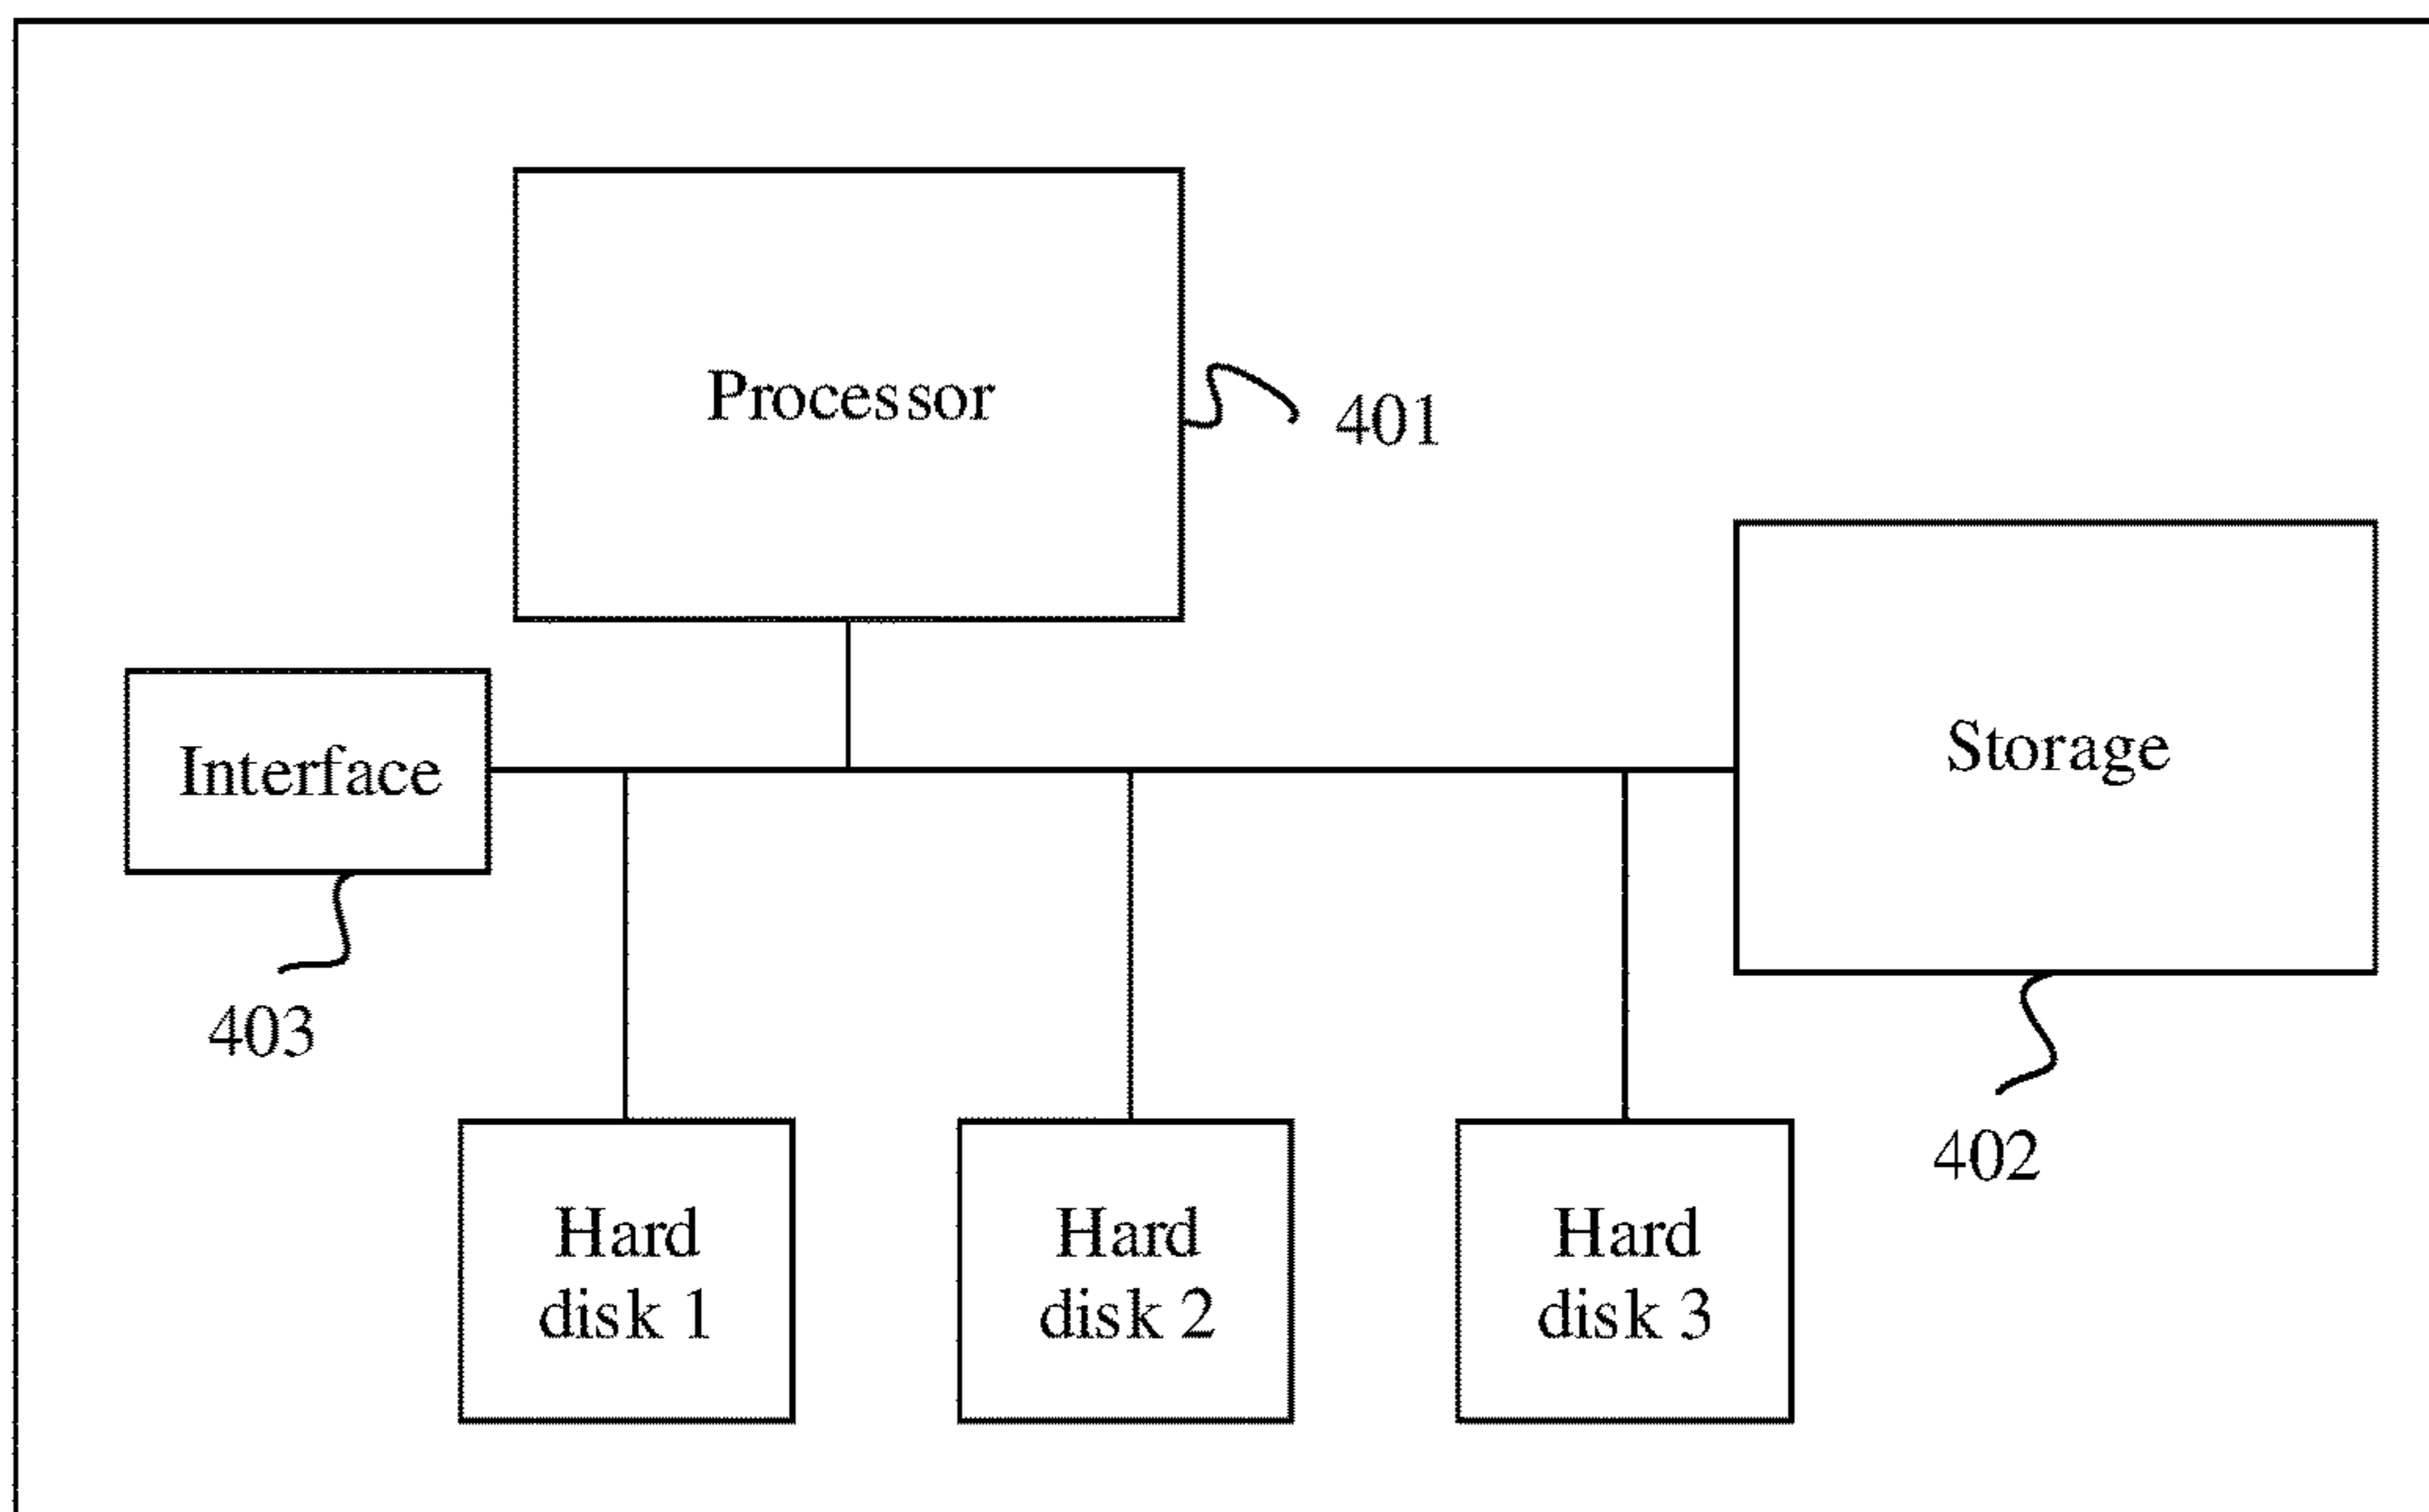 Processor
401
Storage
Interface
403
402
Hard
disk 1
Hard
disk 2
Hard
disk 3